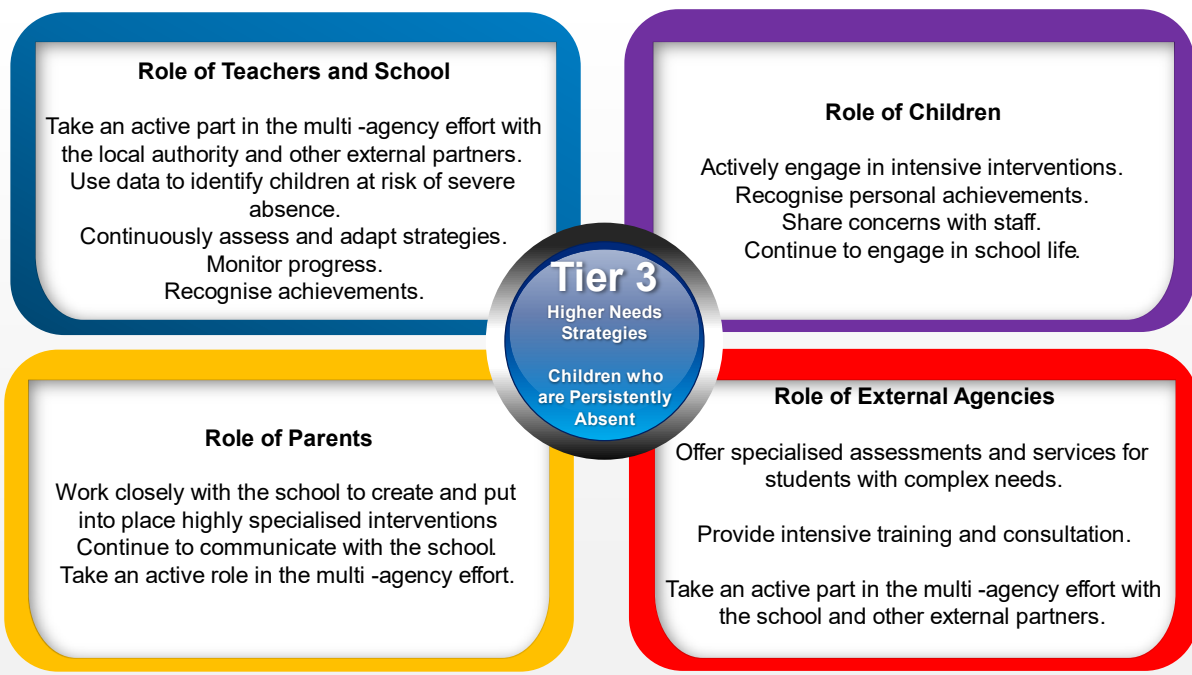 Role of Teachers and School
Take an active part in the multi -agency effort with
the local authority and other external partners.
Use data to identify children at risk of severe
absence.
Continuously assess and adapt strategies.
Monitor progress.
Recognise achievements.
Role of Children
Actively engage in intensive interventions.
Recognise personal achievements.
Share concerns with staff.
Continue to engage in school life.
Tier 3
Higher Needs
Strategies
Children who
are Persistently
Absent
Role of Parents
Work closely with the school to create and put
into place highly specialised interventions
Continue to communicate with the school.
Take an active role in the multi -agency effort.
Role of External Agencies
Offer specialised assessments and services for
students with complex needs.
Provide intensive training and consultation.
Take an active part in the multi -agency effort with
the school and other external partners.